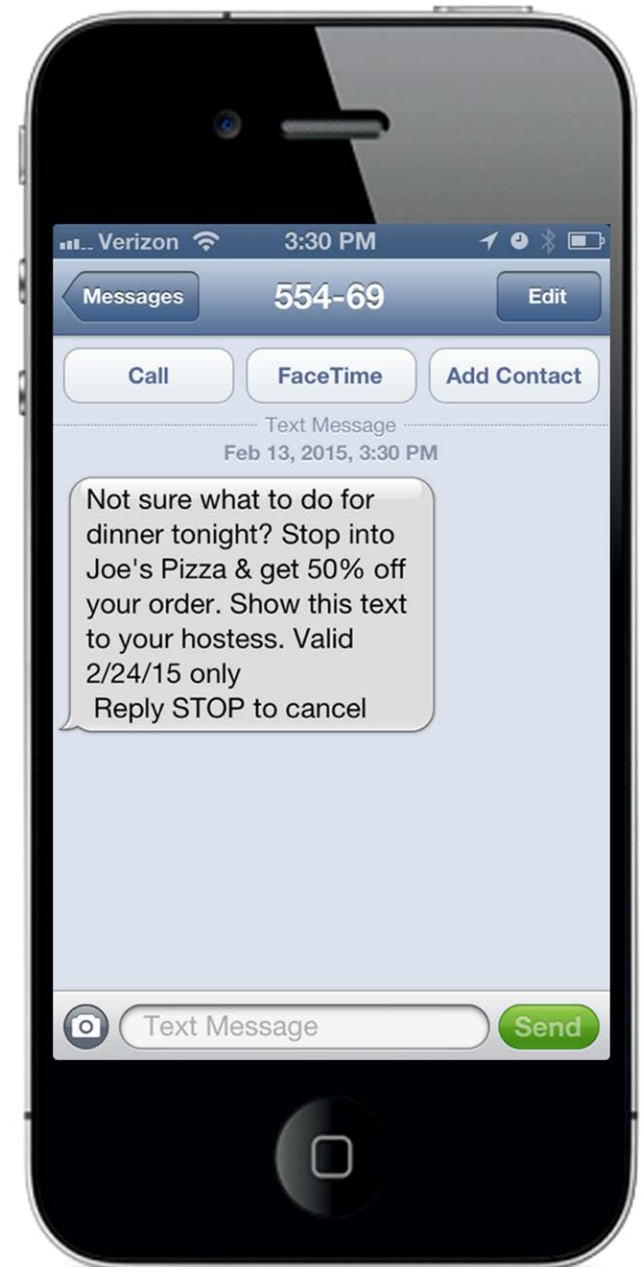 Verizon 3:30 PM
Messages 554-69 Edit
Call FaceTime Add Contact
Text Message
Feb 13, 2015, 3:30 PM
Not sure what to do for
dinner tonight? Stop into
Joe's Pizza & get 50% off
your order. Show this text
to your hostess. Valid
2/24/15 only
Reply STOP to cancel
Text Message Send